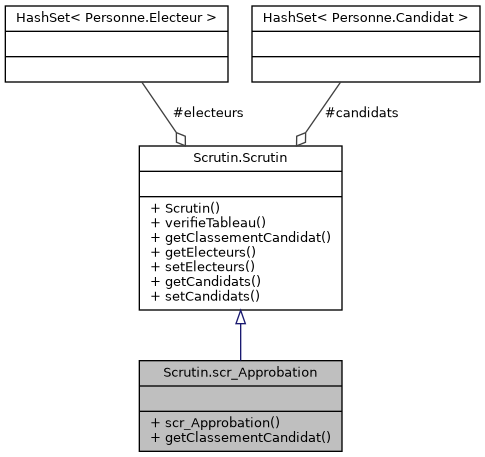 HashSet< Personne.Electeur >
HashSet< Personne.Candidat >
#electeurs
#candidats
Scrutin.Scrutin
+ Scrutin()
+ verifieTableau()
+ getClassementCandidat()
+ getElecteurs()
+ setElecteurs()
+ getCandidats()
+ setCandidats()
Scrutin.scr_Approbation
+ scr_Approbation()
+ getClassementCandidat()